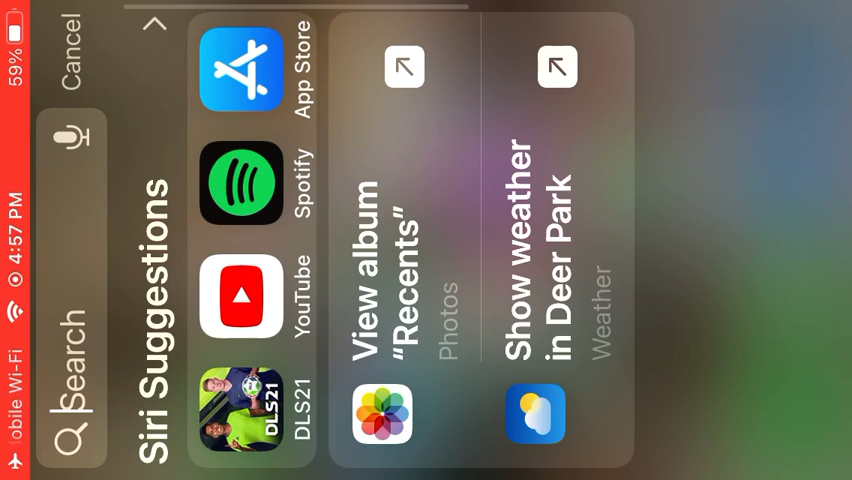 obile Wi-Fi 4:57 PM 59%
Search Cancel
Siri Suggestions
DLS21
DLS21 YouTube Spotify App Store
View album
“Recents”
Photos
Show weather
in Deer Park
Weather